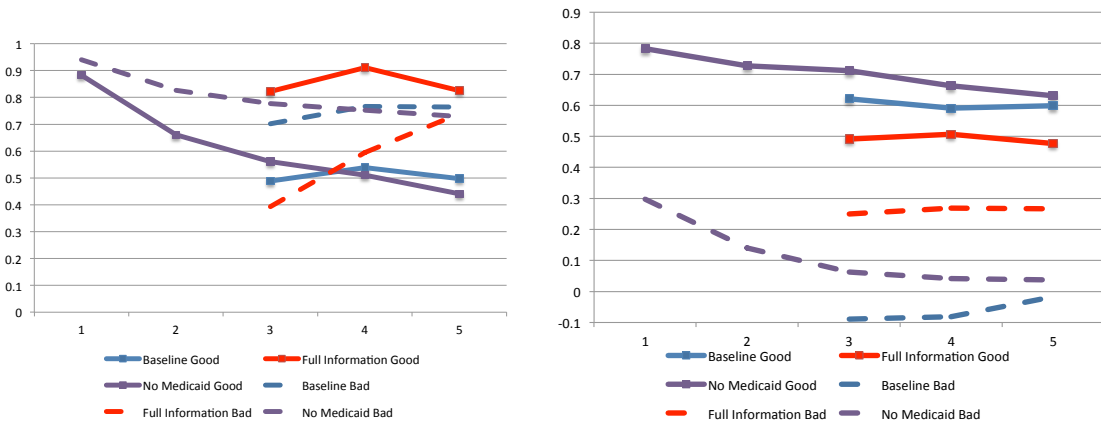 1
0.9
0.8
0.7
0.6
0.5
0.4
0.3
0.2
0.1
0
1 2 3 4 5
Baseline Good Full Information Good
No Medicaid Good Baseline Bad
Full Information Bad No Medicaid Bad
0.9
0.8
0.7
0.6
0.5
0.4
0.3
0.2
0.1
0
-0.1
1 2 3 4 5
Baseline Good Full Information Good
No Medicaid Good Baseline Bad
Full Information Bad No Medicaid Bad